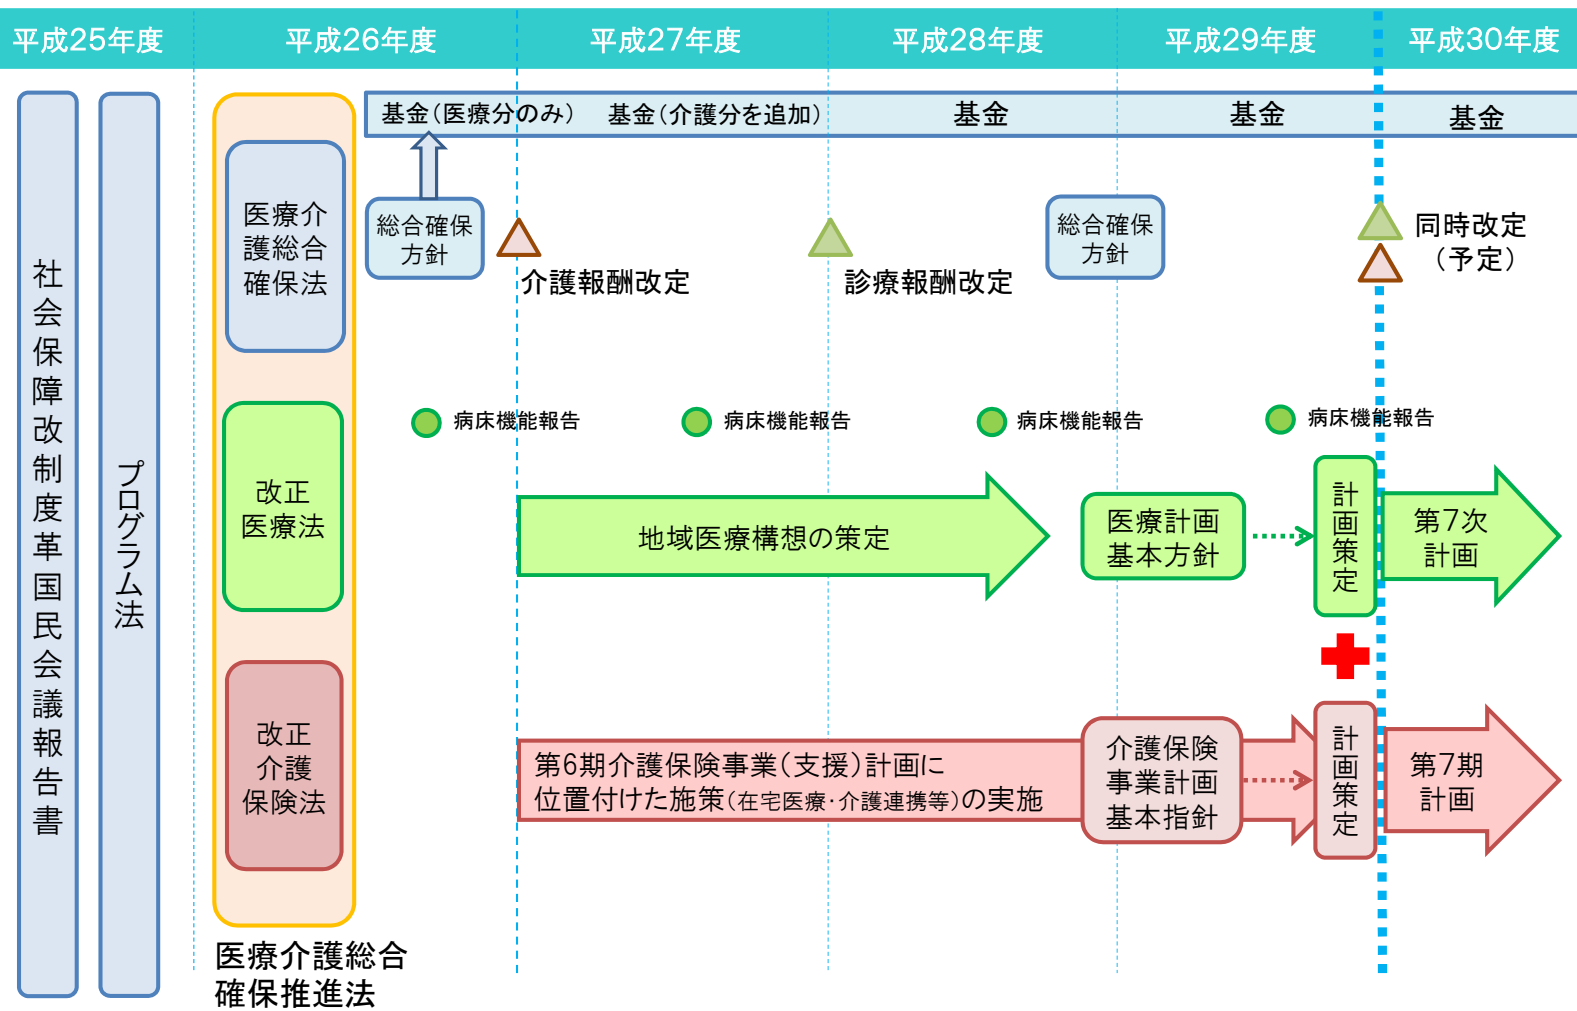 平成25年度
平成26年度
平成27年度
平成28年度
平成29年度
平成30年度
社会保障改制度革国民会議報告書
プログラム法
医療介
護総合
確保法
改正
医療法
改正
介護
保険法
医療介護総合
確保推進法
基金(医療分のみ)
基金(介護分を追加)
基金
基金
基金
総合確保
方針
介護報酬改定
診療報酬改定
総合確保
方針
同時改定
(予定)
病床機能報告
病床機能報告
病床機能報告
病床機能報告
地域医療構想の策定
医療計画
基本方針
計画策定
第7次
計画
第6期介護保険事業(支援)計画に
位置付けた施策(在宅医療・介護連携等)の実施
介護保険
事業計画
基本指針
計画策定
第7期
計画